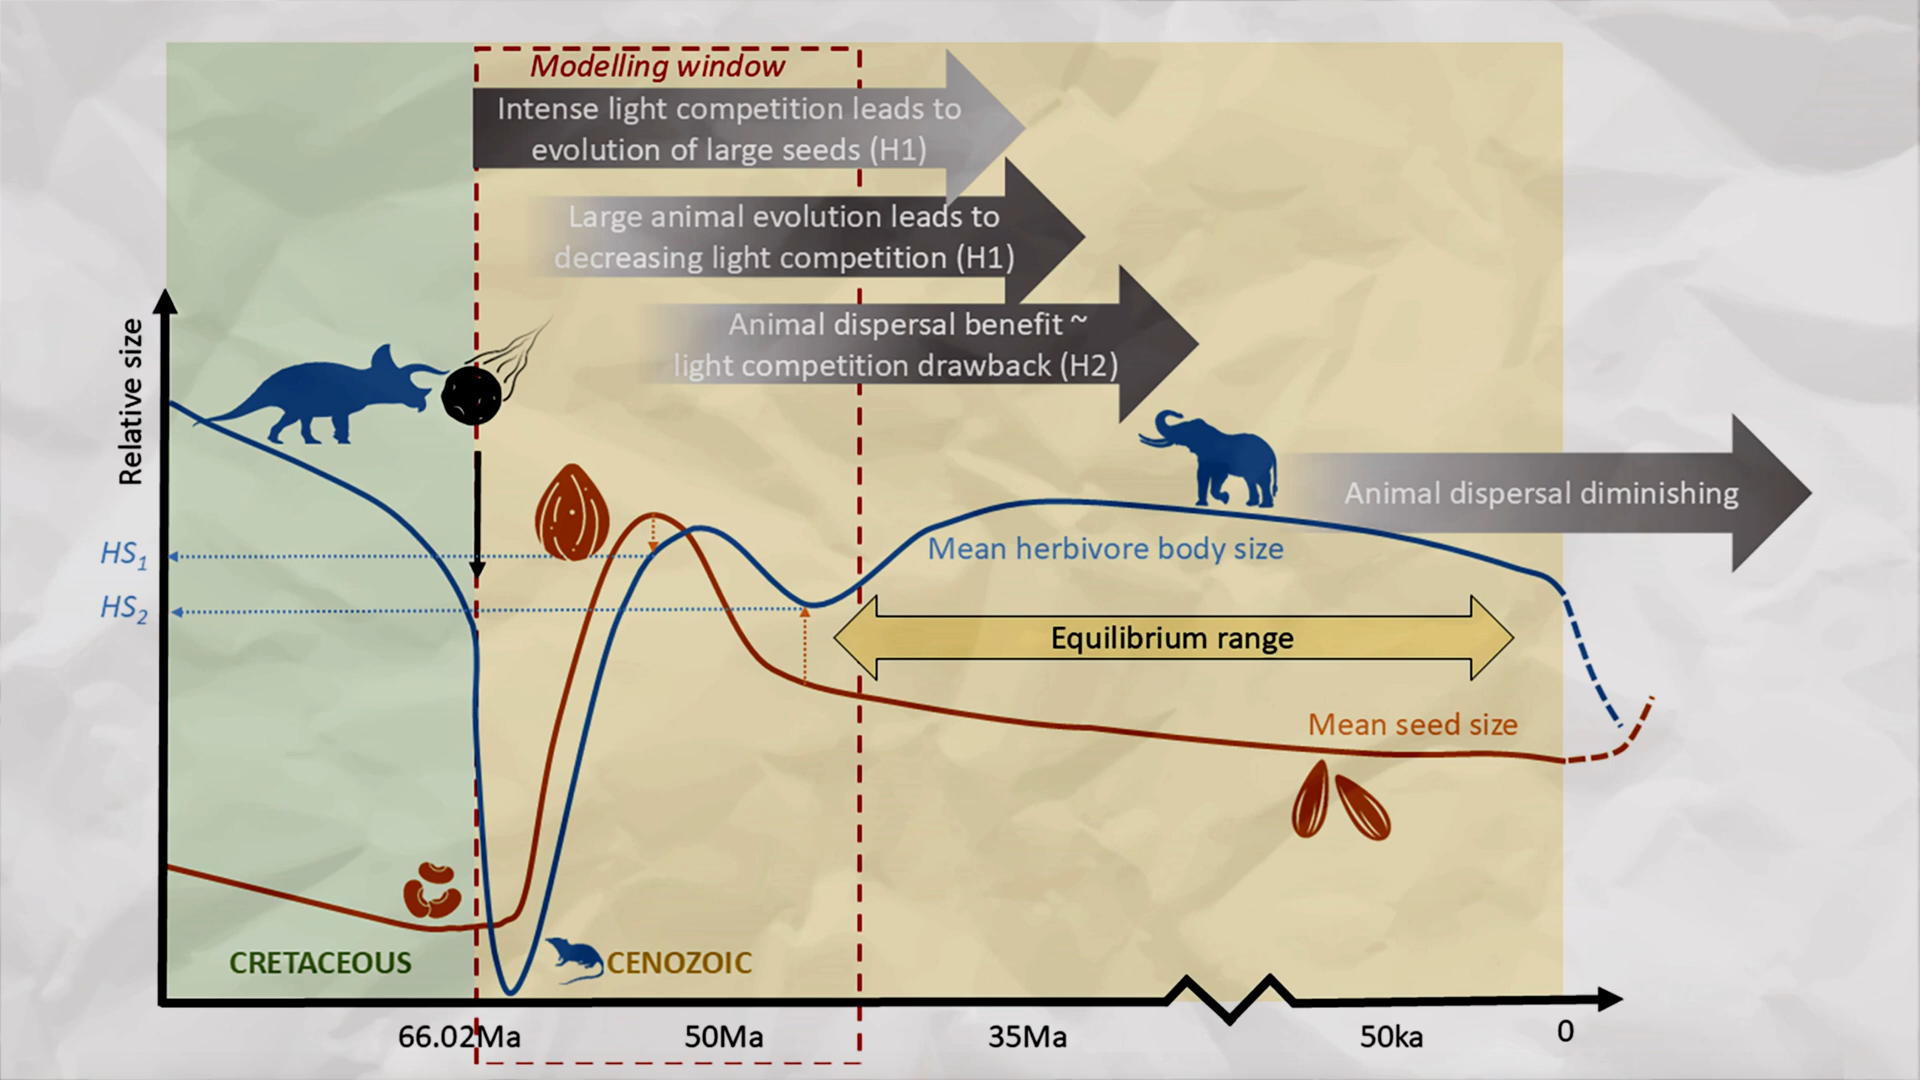 Modelling window
Intense light competition leads to
evolution of large seeds (H1)
Large animal evolution leads to
decreasing light competition (H1)
Animal dispersal benefit ~
light competition drawback (H2)
Relative size
Animal dispersal diminishing
HS1
Mean herbivore body size
HS2
Equilibrium range
Mean seed size
CRETACEOUS
CENOZOIC
66.02Ma
50Ma
35Ma
50ka
0